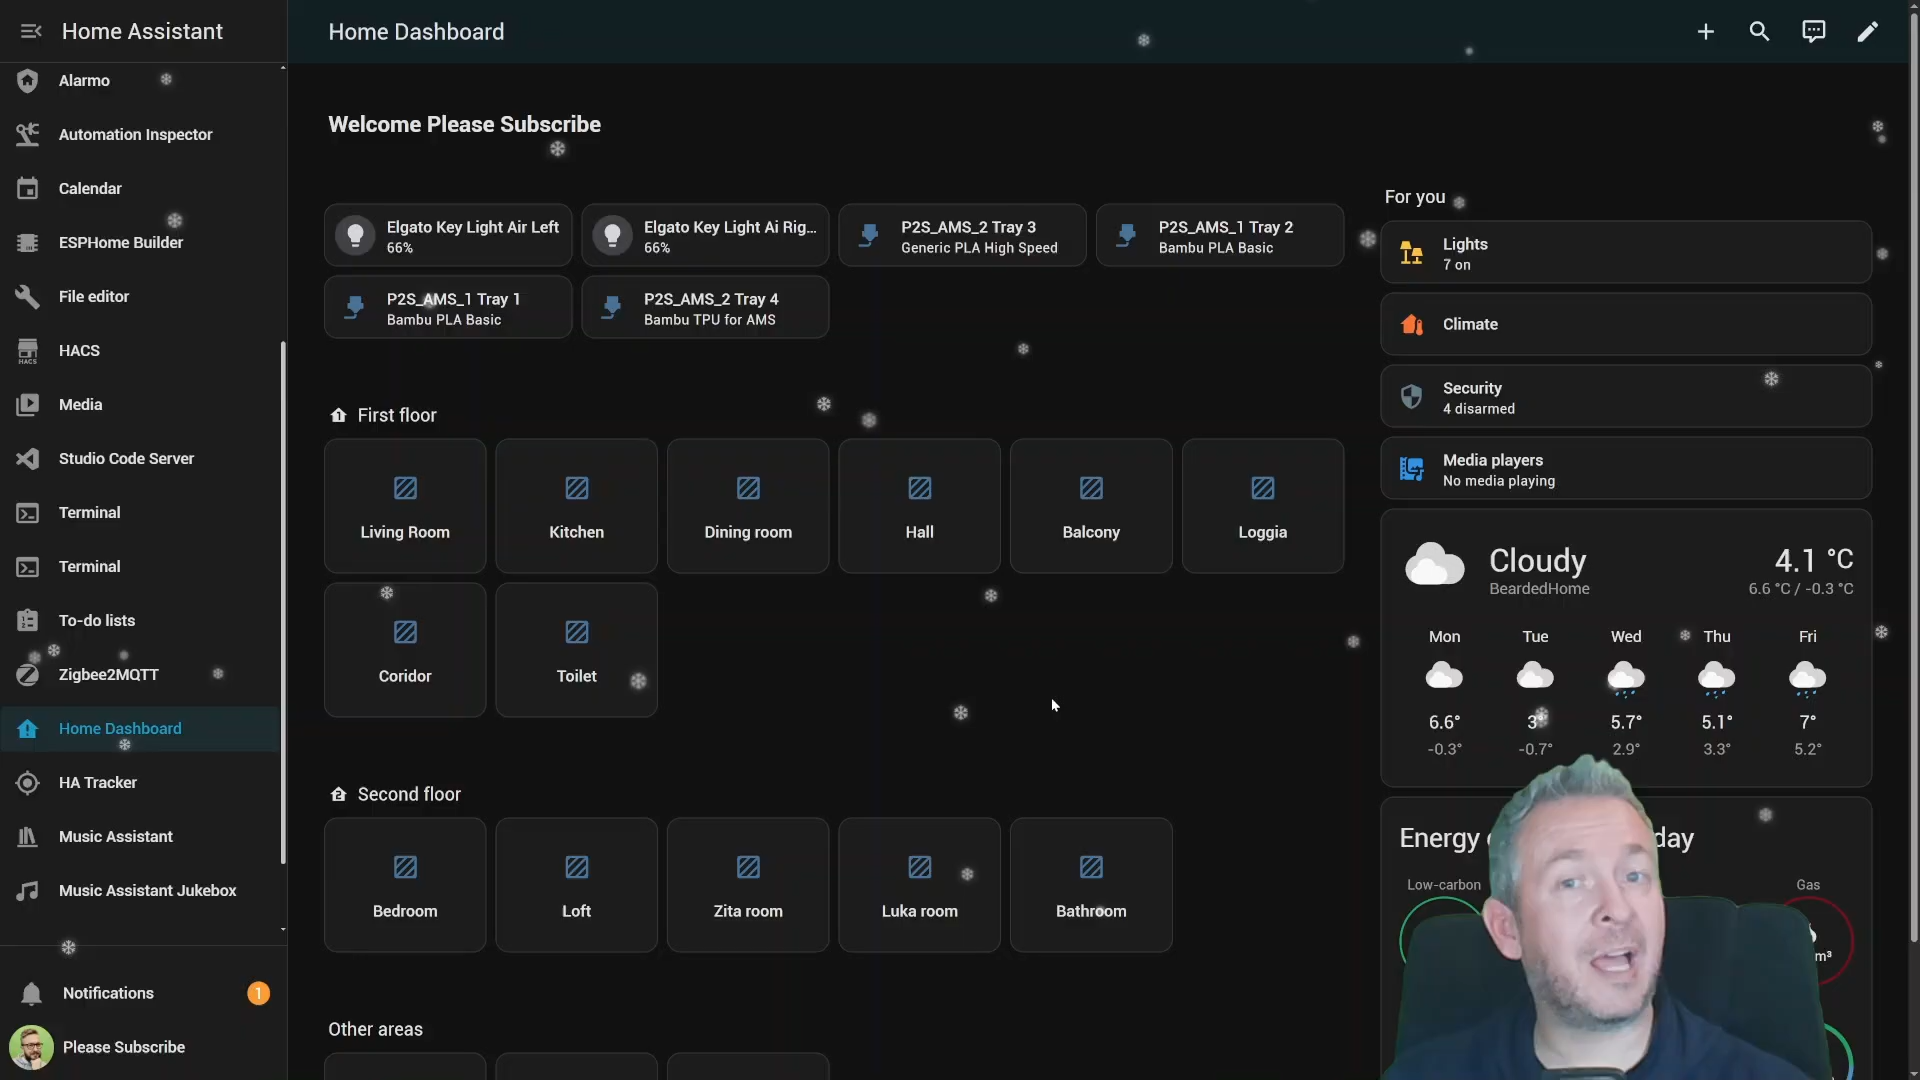 Home Assistant
Alarmo
Automation Inspector
Calendar
ESPHome Builder
File editor
HACS
HACS
Media
Studio Code Server
Terminal
Terminal
To-do lists
Zigbee2MQTT
Home Dashboard
HA Tracker
Music Assistant
Music Assistant Jukebox
Notifications
1
Please Subscribe
Home Dashboard
Welcome Please Subscribe
Elgato Key Light Air Left
66%
Elgato Key Light Ai Rig...
66%
P2S_AMS_2 Tray 3
Generic PLA High Speed
P2S_AMS_1 Tray 2
Bambu PLA Basic
P2S_AMS_1 Tray 1
Bambu PLA Basic
P2S_AMS_2 Tray 4
Bambu TPU for AMS
First floor
Living Room
Kitchen
Dining room
Hall
Balcony
Loggia
Coridor
Toilet
Second floor
Bedroom
Loft
Zita room
Luka room
Bathroom
Other areas
For you
Lights
7 on
Climate
Security
4 disarmed
Media players
No media playing
Cloudy
BeardedHome
4.1 °C
6.6 °C / -0.3 °C
Mon Tue Wed Thu Fri
6.6° 3° 5.7° 5.1° 7°
-0.3° -0.7° 2.9° 3.3° 5.2°
Energy
Low-carbon
Gas
m³